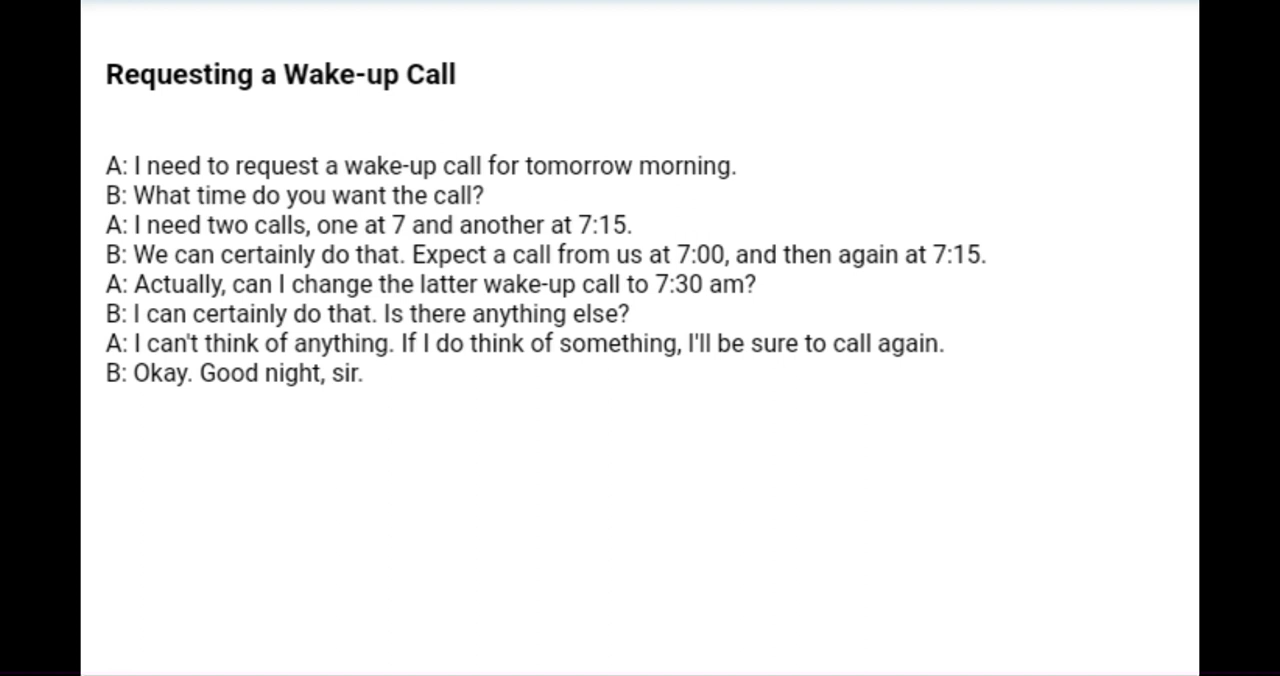 Requesting a Wake-up Call
A: I need to request a wake-up call for tomorrow morning.
B: What time do you want the call?
A: I need two calls, one at 7 and another at 7:15.
B: We can certainly do that. Expect a call from us at 7:00, and then again at 7:15.
A: Actually, can I change the latter wake-up call to 7:30 am?
B: I can certainly do that. Is there anything else?
A: I can't think of anything. If I do think of something, I'll be sure to call again.
B: Okay. Good night, sir.